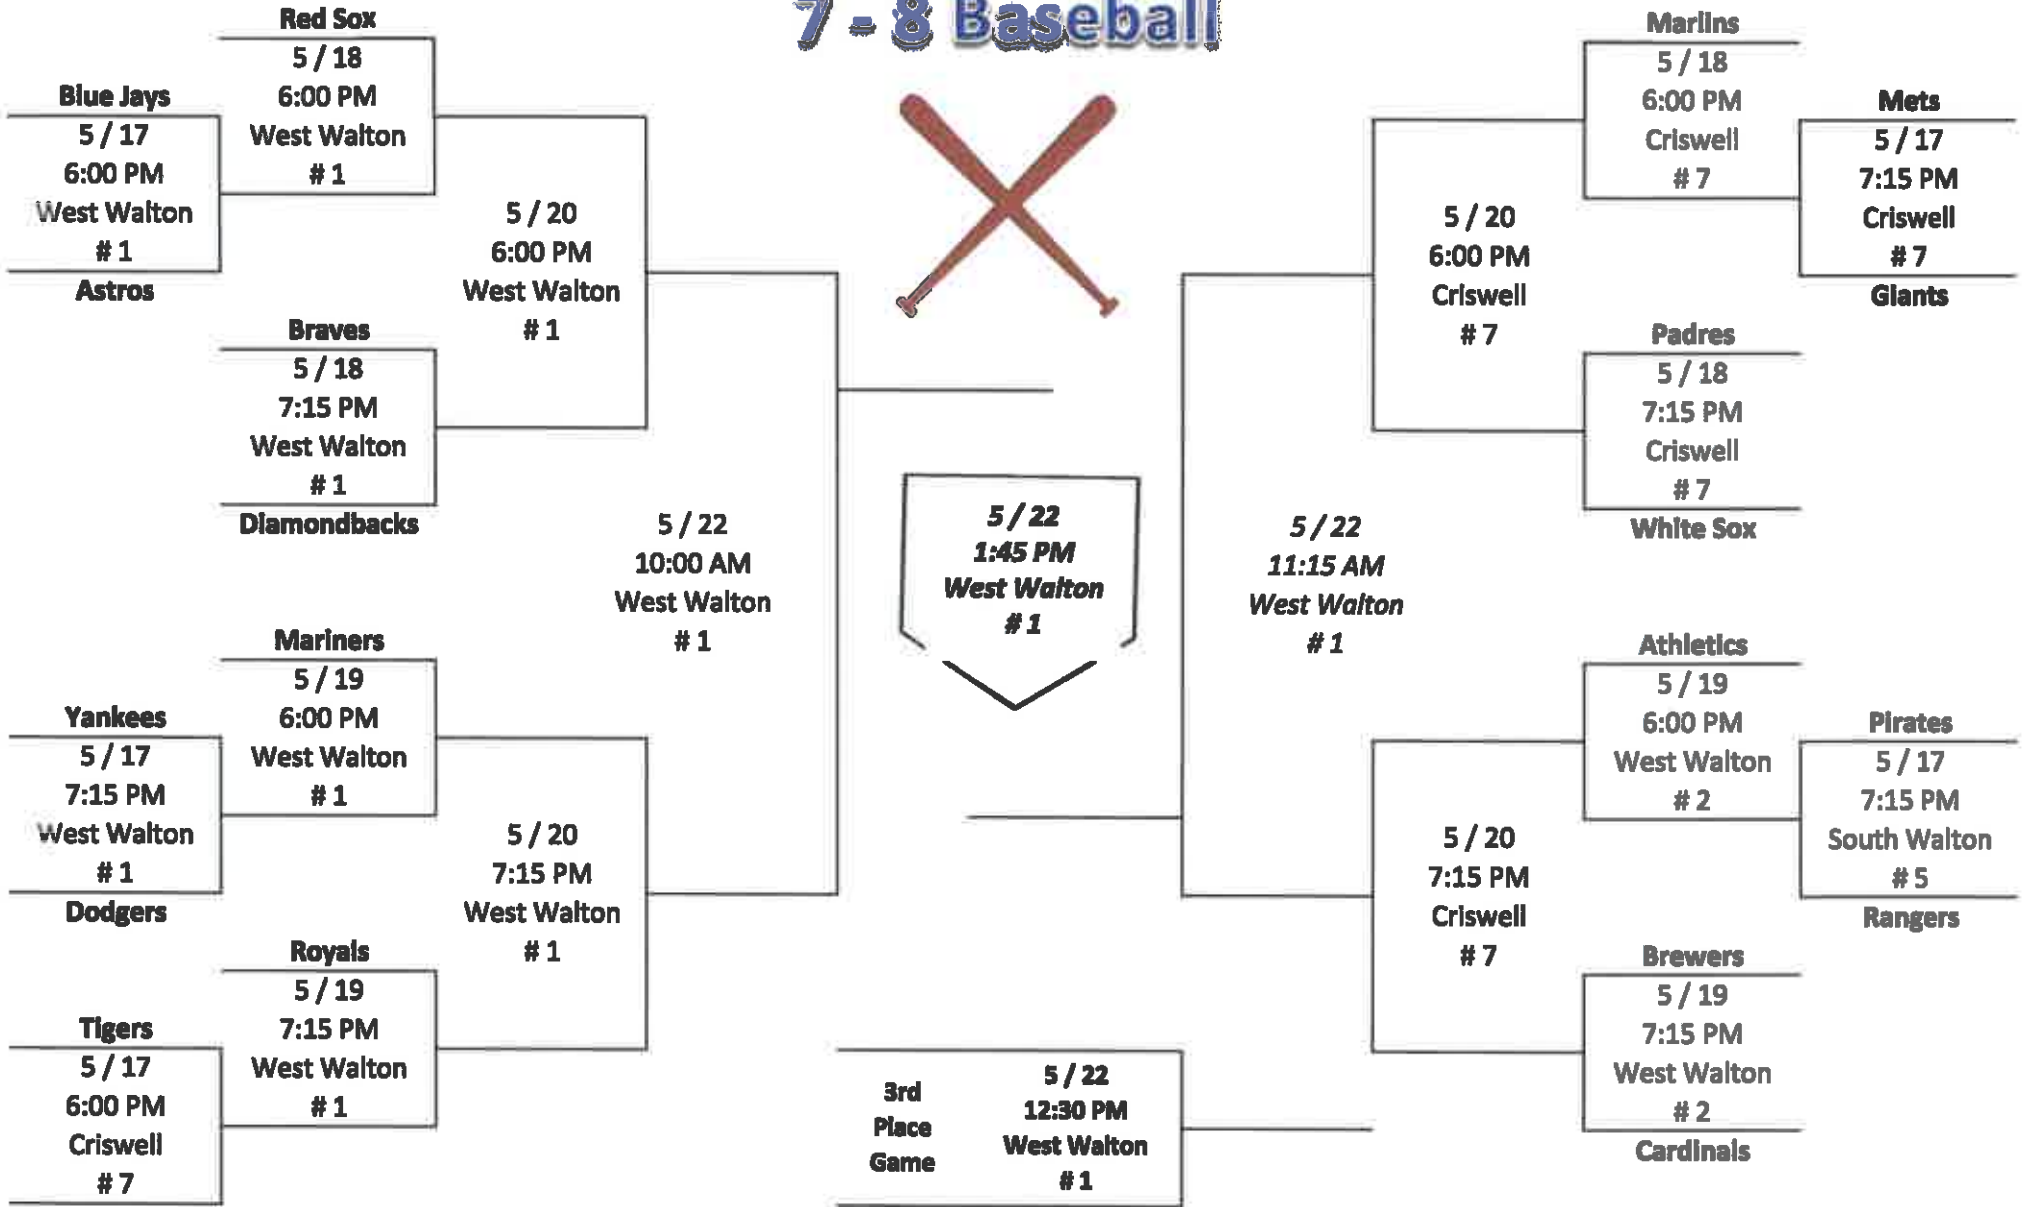 7 - 8 Baseball
Red Sox
5 / 18
6:00 PM
West Walton
# 1
Blue Jays
5 / 17
6:00 PM
West Walton
# 1
Astros
5 / 20
6:00 PM
West Walton
# 1
Braves
5 / 18
7:15 PM
West Walton
# 1
Diamondbacks
5 / 22
10:00 AM
West Walton
# 1
Mariners
5 / 19
6:00 PM
West Walton
# 1
Yankees
5 / 17
7:15 PM
West Walton
# 1
Dodgers
5 / 20
7:15 PM
West Walton
# 1
Royals
5 / 19
7:15 PM
West Walton
# 1
Tigers
5 / 17
6:00 PM
Criswell
# 7
5 / 22
1:45 PM
West Walton
# 1
3rd
Place
Game
5 / 22
12:30 PM
West Walton
# 1
5 / 22
11:15 AM
West Walton
# 1
5 / 20
6:00 PM
Criswell
# 7
Marlins
5 / 18
6:00 PM
Criswell
# 7
Mets
5 / 17
7:15 PM
Criswell
# 7
Giants
Padres
5 / 18
7:15 PM
Criswell
# 7
White Sox
Athletics
5 / 19
6:00 PM
West Walton
# 2
Pirates
5 / 17
7:15 PM
South Walton
# 5
Rangers
5 / 20
7:15 PM
Criswell
# 7
Brewers
5 / 19
7:15 PM
West Walton
# 2
Cardinals